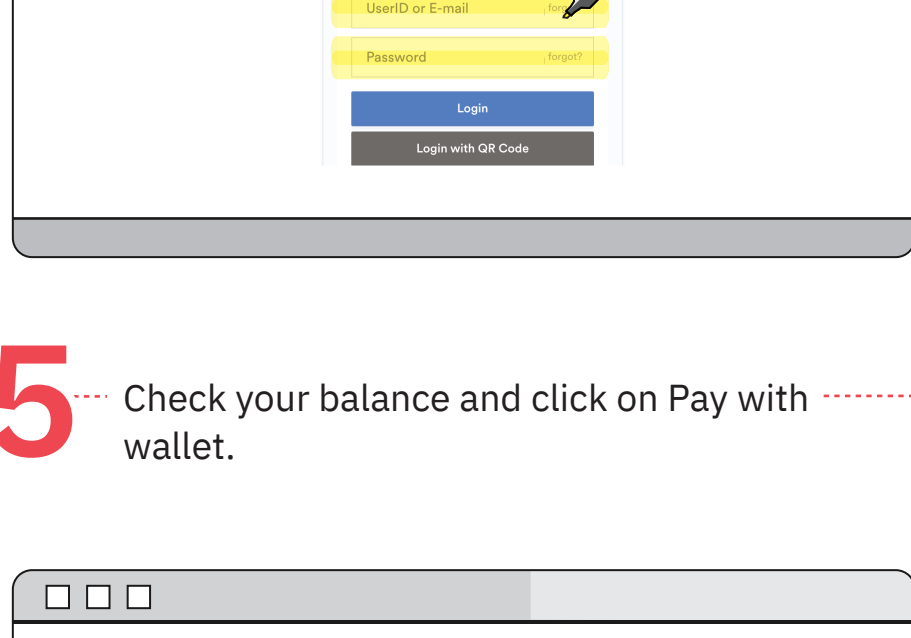 UserID or E-mail
Password forgot?
Login
Login with QR Code
5
Check your balance and click on Pay with
wallet.